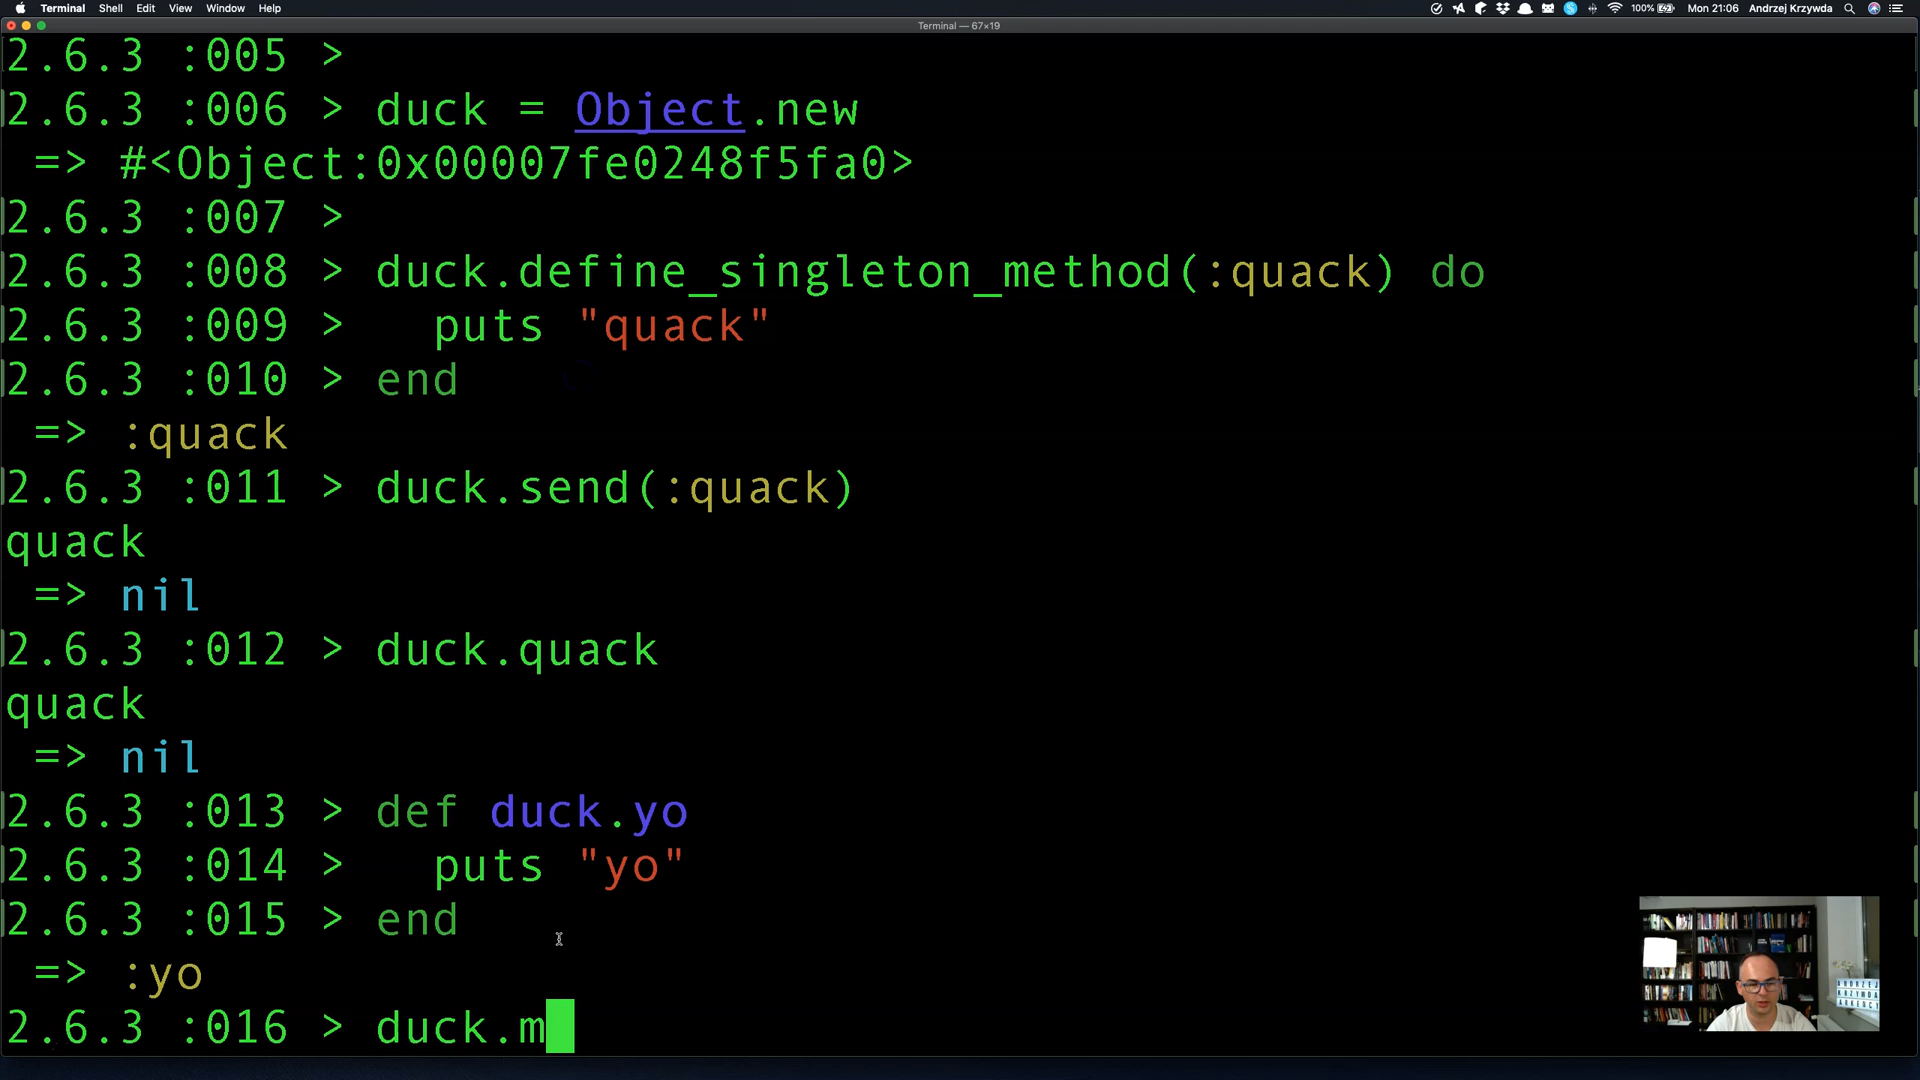 Terminal Shell Edit View Window Help 100% Mon 21:06 Andrzej Krzywda
Terminal — 67×19
2.6.3 :005 >
2.6.3 :006 > duck = Object.new
=> #<Object:0x00007fe0248f5fa0>
2.6.3 :007 >
2.6.3 :008 > duck.define_singleton_method(:quack) do
2.6.3 :009 > puts "quack"
2.6.3 :010 > end
=> :quack
2.6.3 :011 > duck.send(:quack)
quack
=> nil
2.6.3 :012 > duck.quack
quack
=> nil
2.6.3 :013 > def duck.yo
2.6.3 :014 > puts "yo"
2.6.3 :015 > end
=> :yo
2.6.3 :016 > duck.m